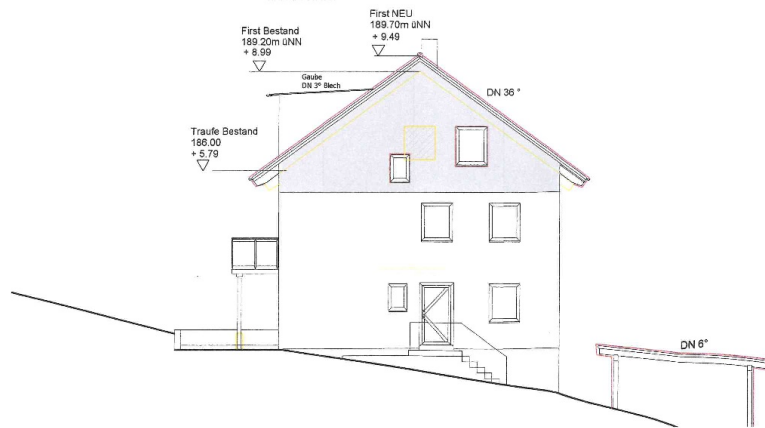 First NEU
189.70m üNN
+ 9.49
First Bestand
189.20m üNN
+ 8.99
Gaube
DN 3° Blech
DN 36 °
Traufe Bestand
186.00
+ 5.79
DN 6°